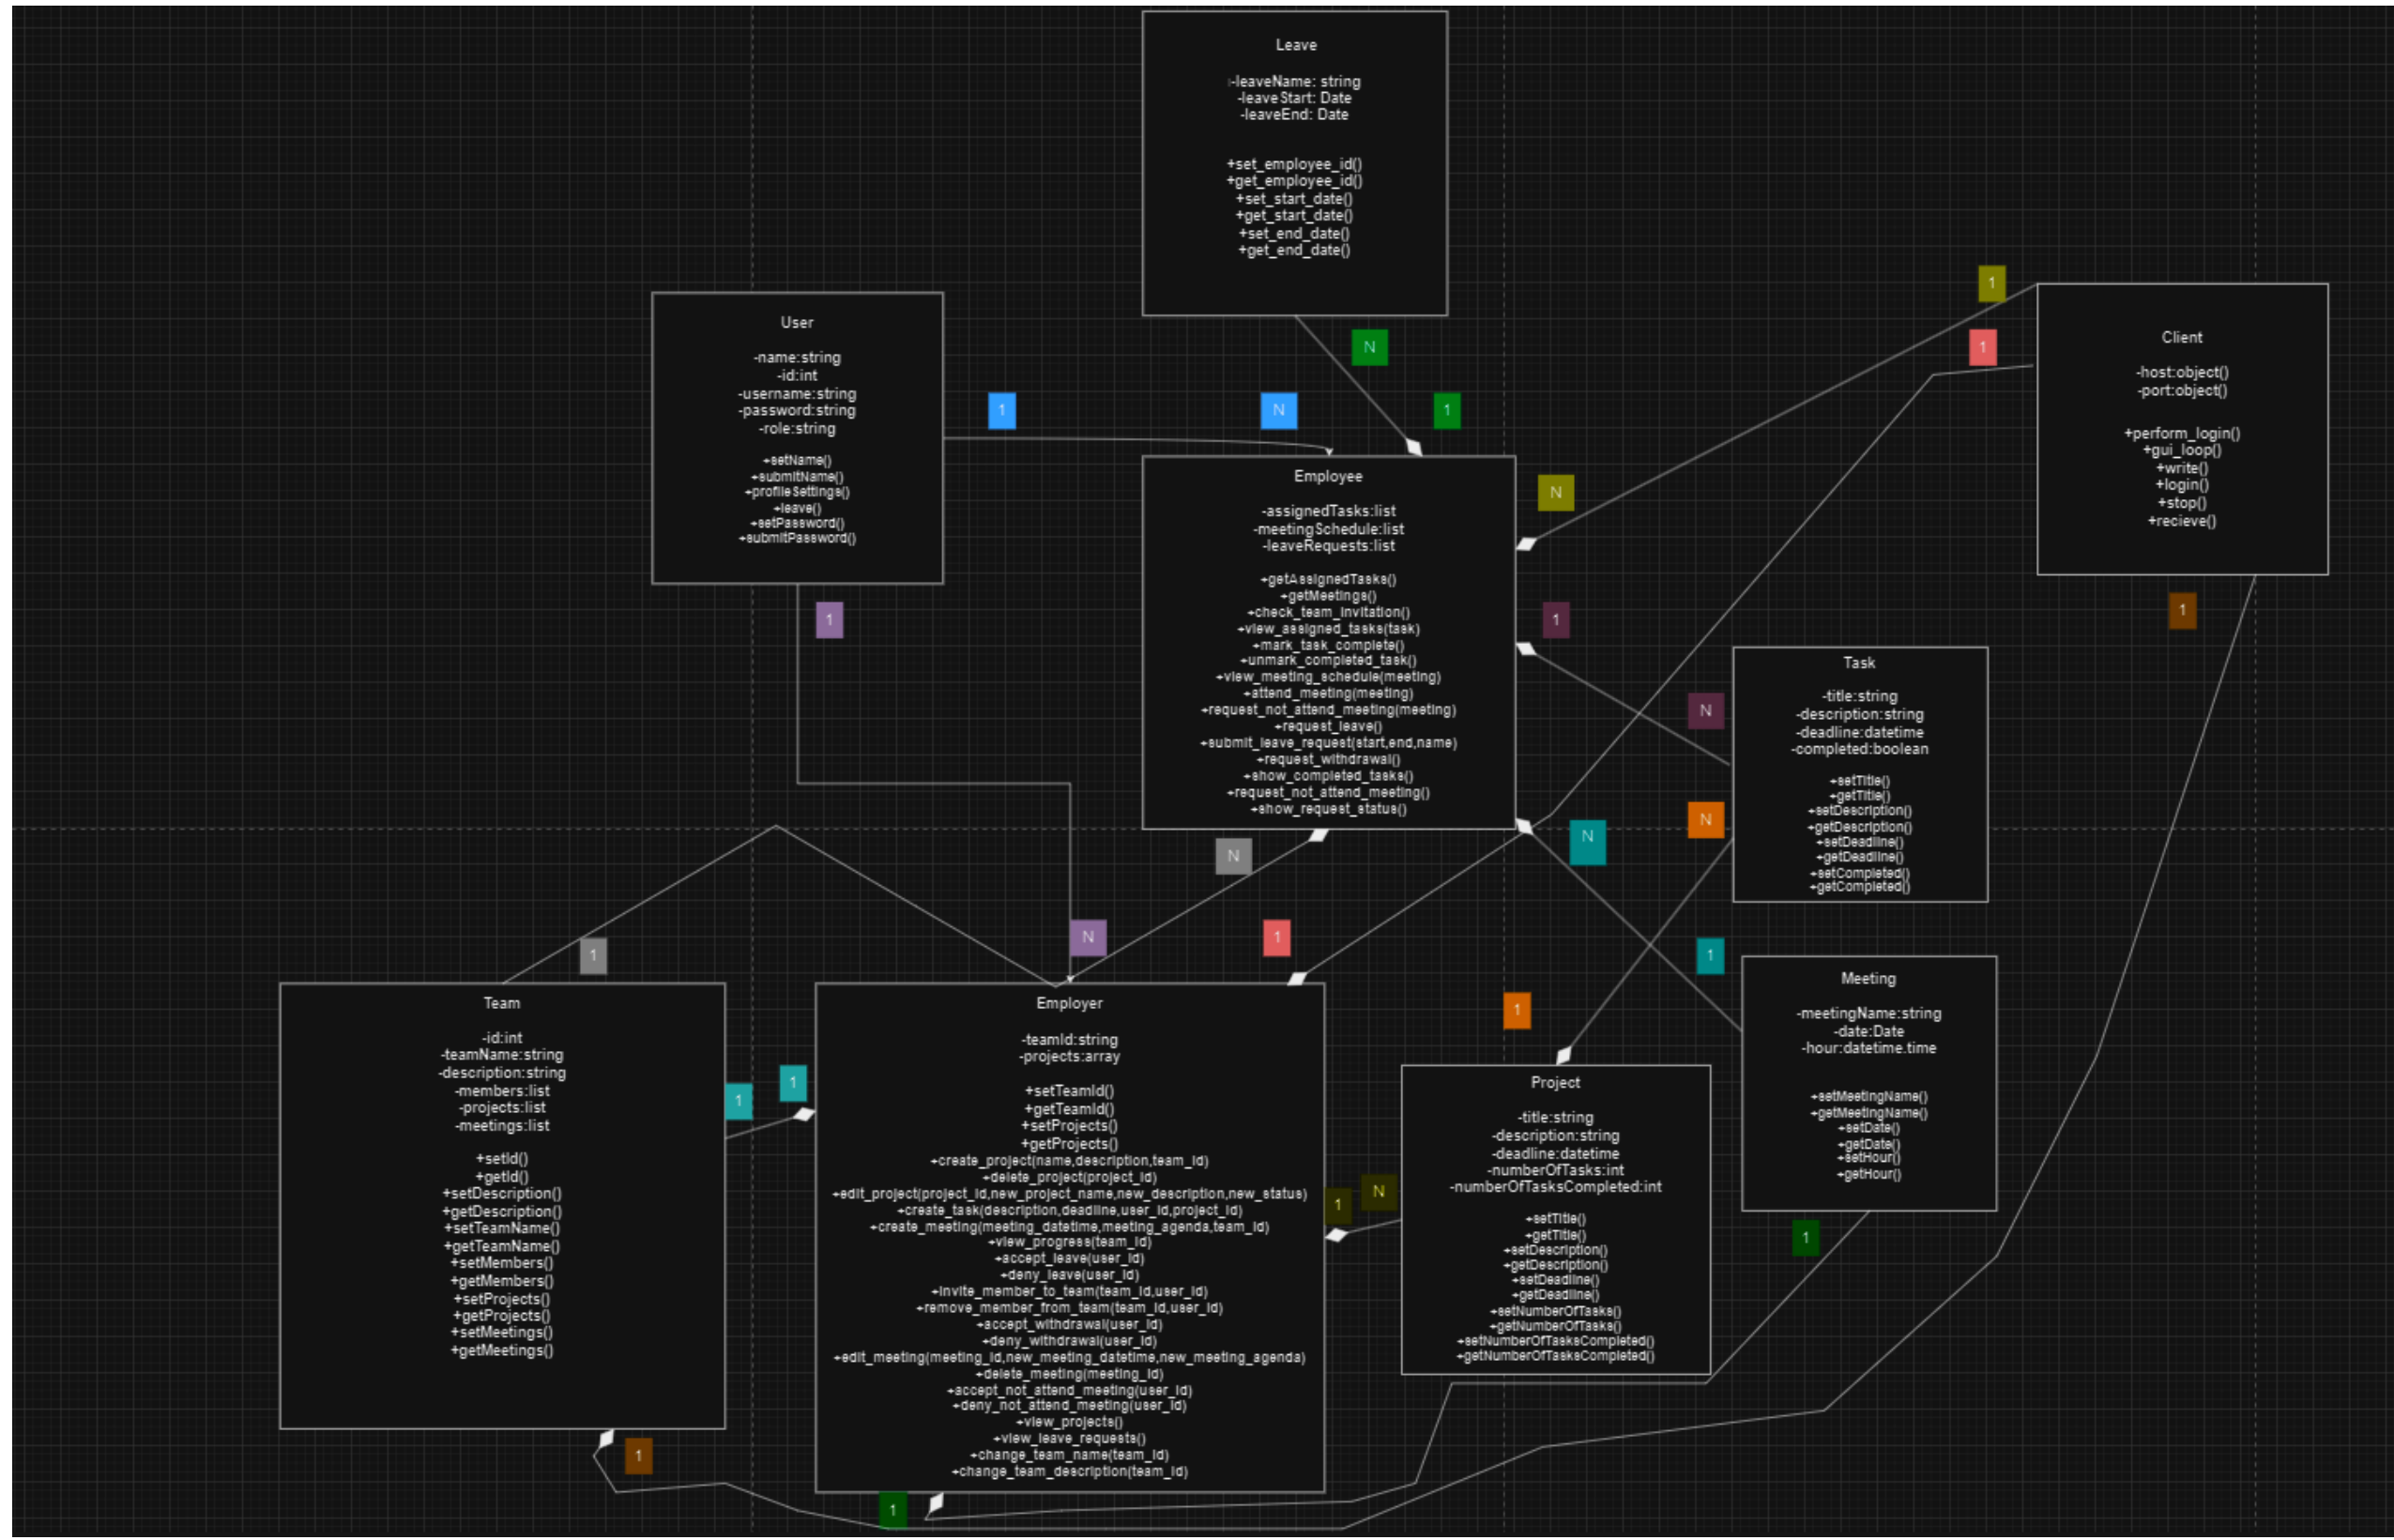 Leave
-leaveName: string
-leaveStart: Date
-leaveEnd: Date
+set_employee_id()
+get_employee_id()
+set_start_date()
+get_start_date()
+set_end_date()
+get_end_date()
N
1
User
-name:string
-id:int
-username:string
-password:string
-role:string
+setName()
+submitName()
+profileSettings()
+leave()
+setPassword()
+submitPassword()
1
N
1
N
Employee
-assignedTasks:list
-meetingSchedule:list
-leaveRequests:list
+getAssignedTasks()
+getMeetings()
+check_team_invitation()
+view_assigned_tasks(task)
+mark_task_complete()
+unmark_completed_task()
+view_meeting_schedule(meeting)
+attend_meeting(meeting)
+request_not_attend_meeting(meeting)
+request_leave()
+submit_leave_request(start,end,name)
+request_withdrawal()
+show_completed_tasks()
+request_not_attend_meeting()
+show_request_status()
N
1
N
N
1
1
Client
-host:object()
-port:object()
+perform_login()
+gui_loop()
+write()
+login()
+stop()
+recieve()
1
Task
-title:string
-description:string
-deadline:datetime
-completed:boolean
+setTitle()
+getTitle()
+setDescription()
+getDescription()
+setDeadline()
+getDeadline()
+setCompleted()
+getCompleted()
N
N
1
1
1
Team
-id:int
-teamName:string
-description:string
-members:list
-projects:list
-meetings:list
+setId()
+getId()
+setDescription()
+getDescription()
+setTeamName()
+getTeamName()
+setMembers()
+getMembers()
+setProjects()
+getProjects()
+setMeetings()
+getMeetings()
1
1
1
1
Employer
-teamId:string
-projects:array
+setTeamId()
+getTeamId()
+setProjects()
+getProjects()
+create_project(name,description,team_id)
+delete_project(project_id)
+edit_project(project_id,new_project_name,new_description,new_status)
+create_task(description,deadline,user_id,project_id)
+create_meeting(meeting_datetime,meeting_agenda,team_id)
+view_progress(team_id)
+accept_leave(user_id)
+deny_leave(user_id)
+invite_member_to_team(team_id,user_id)
+remove_member_from_team(team_id,user_id)
+accept_withdrawal(user_id)
+deny_withdrawal(user_id)
+edit_meeting(meeting_id,new_meeting_datetime,new_meeting_agenda)
+delete_meeting(meeting_id)
+accept_not_attend_meeting(user_id)
+deny_not_attend_meeting(user_id)
+view_projects()
+view_leave_requests()
+change_team_name(team_id)
+change_team_description(team_id)
1
1
N
Project
-title:string
-description:string
-deadline:datetime
-numberOfTasks:int
-numberOfTasksCompleted:int
+setTitle()
+getTitle()
+setDescription()
+getDescription()
+setDeadline()
+getDeadline()
+setNumberOfTasks()
+getNumberOfTasks()
+setNumberOfTasksCompleted()
+getNumberOfTasksCompleted()
Meeting
-meetingName:string
-date:Date
-hour:datetime.time
+setMeetingName()
+getMeetingName()
+setDate()
+getDate()
+setHour()
+getHour()
1